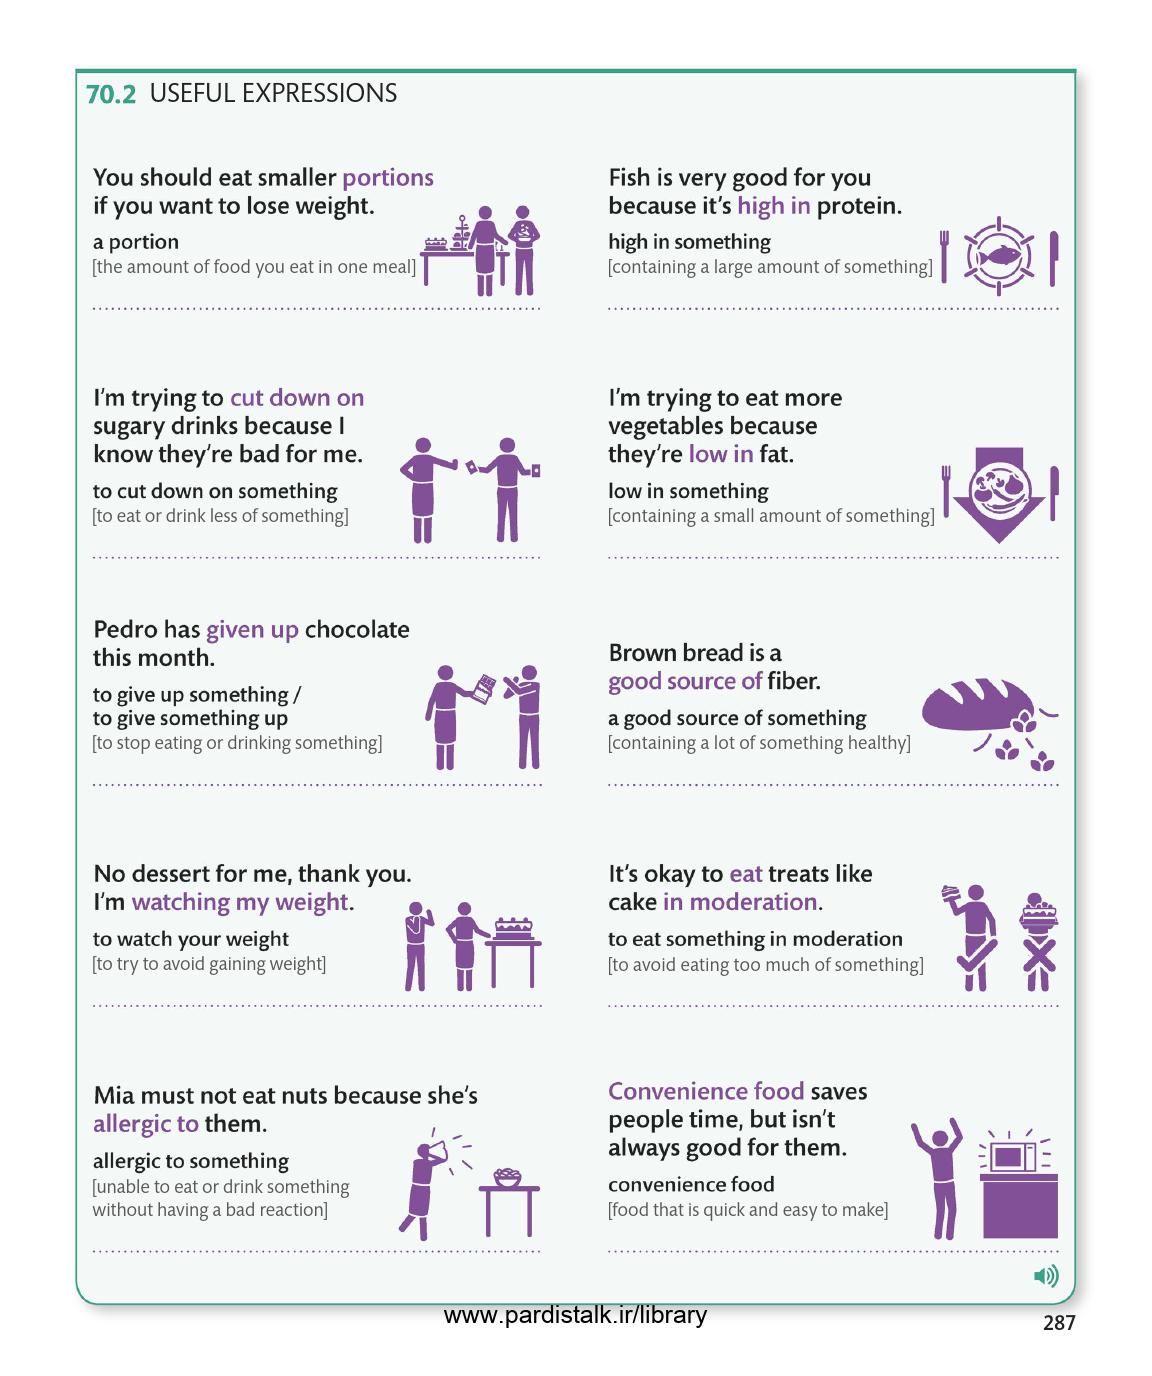 70.2 USEFUL EXPRESSIONS
You should eat smaller portions
if you want to lose weight.
a portion
[the amount of food you eat in one meal]
Fish is very good for you
because it's high in protein.
high in something
[containing a large amount of something]
I'm trying to cut down on
sugary drinks because I
know they're bad for me.
to cut down on something
[to eat or drink less of something]
I'm trying to eat more
vegetables because
they're low in fat.
low in something
[containing a small amount of something]
Pedro has given up chocolate
this month.
to give up something /
to give something up
[to stop eating or drinking something]
Brown bread is a
good source of fiber.
a good source of something
[containing a lot of something healthy]
No dessert for me, thank you.
I'm watching my weight.
to watch your weight
[to try to avoid gaining weight]
It's okay to eat treats like
cake in moderation.
to eat something in moderation
[to avoid eating too much of something]
Mia must not eat nuts because she's
allergic to them.
allergic to something
[unable to eat or drink something
without having a bad reaction]
Convenience food saves
people time, but isn't
always good for them.
convenience food
[food that is quick and easy to make]
www.pardistalk.ir/library
287